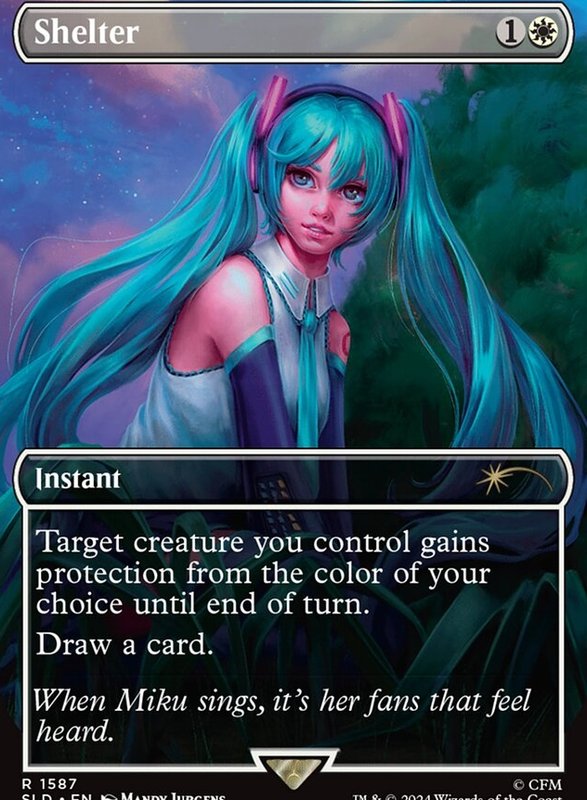 Shelter 1
Instant
Target creature you control gains
protection from the color of your
choice until end of turn.
Draw a card.
When Miku sings, it's her fans that feel
heard.
R 1587 © CFM
SLD • EN MANDY JURGENS ™ & © 2024 Wizards of the Coast